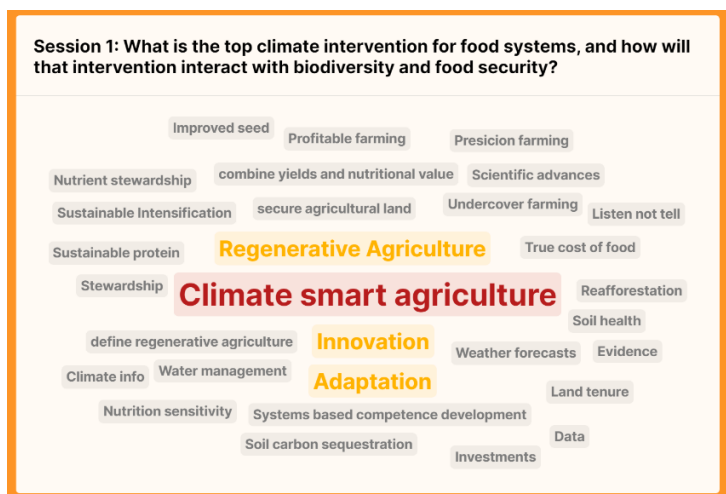 Session 1: What is the top climate intervention for food systems, and how will
that intervention interact with biodiversity and food security?
Improved seed
Profitable farming
Presicion farming
Nutrient stewardship
combine yields and nutritional value
Scientific advances
Sustainable Intensification
secure agricultural land
Undercover farming
Listen not tell
Sustainable protein
Regenerative Agriculture
True cost of food
Stewardship
Climate smart agriculture
Reafforestation
Soil health
define regenerative agriculture
Innovation
Weather forecasts
Evidence
Climate info
Water management
Adaptation
Land tenure
Nutrition sensitivity
Systems based competence development
Soil carbon sequestration
Data
Investments